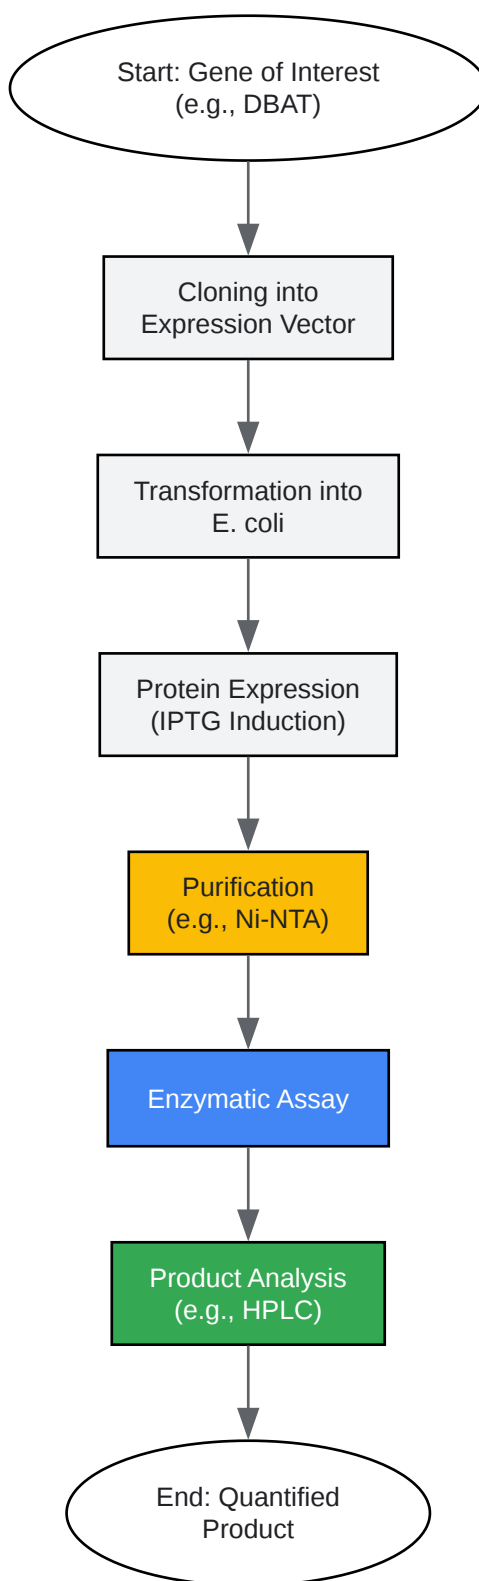 Start: Gene of Interest
(e.g., DBAT)
Cloning into
Expression Vector
Transformation into
E. coli
Protein Expression
(IPTG Induction)
Purification
(e.g., Ni-NTA)
Enzymatic Assay
Product Analysis
(e.g., HPLC)
End: Quantified
Product